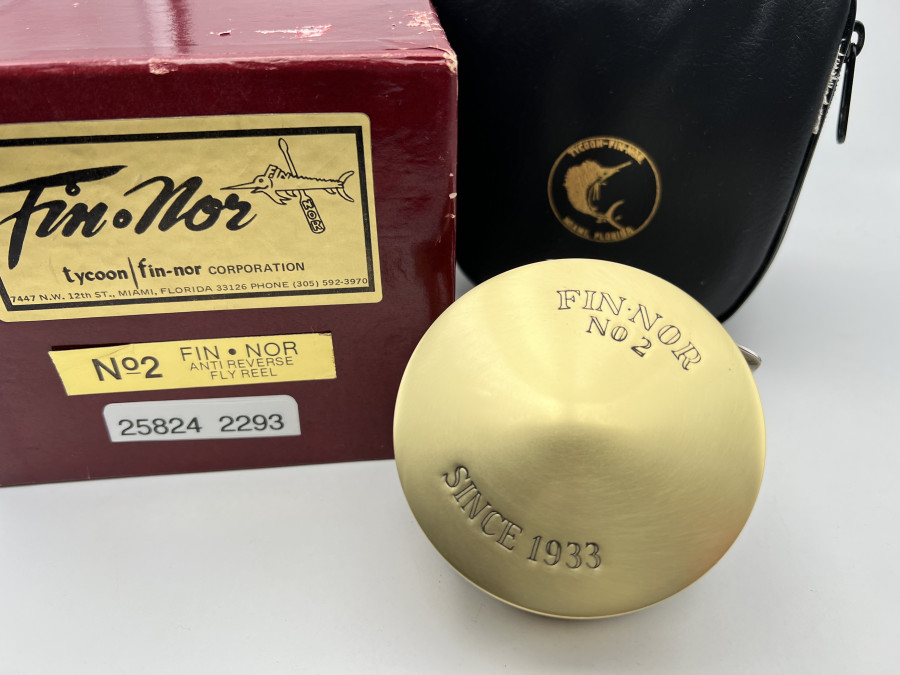 Fin·Nor
FIN
NOR
tycoon/fin-nor CORPORATION
7447 N.W. 12th ST., MIAMI, FLORIDA 33126 PHONE (305) 592-3970
Nº2 FIN • NOR
ANTI REVERSE
FLY REEL
25824 2293
TYCOON-FIN-NOR
MIAMI, FLORIDA
FIN·NOR
No 2
SINCE 1933